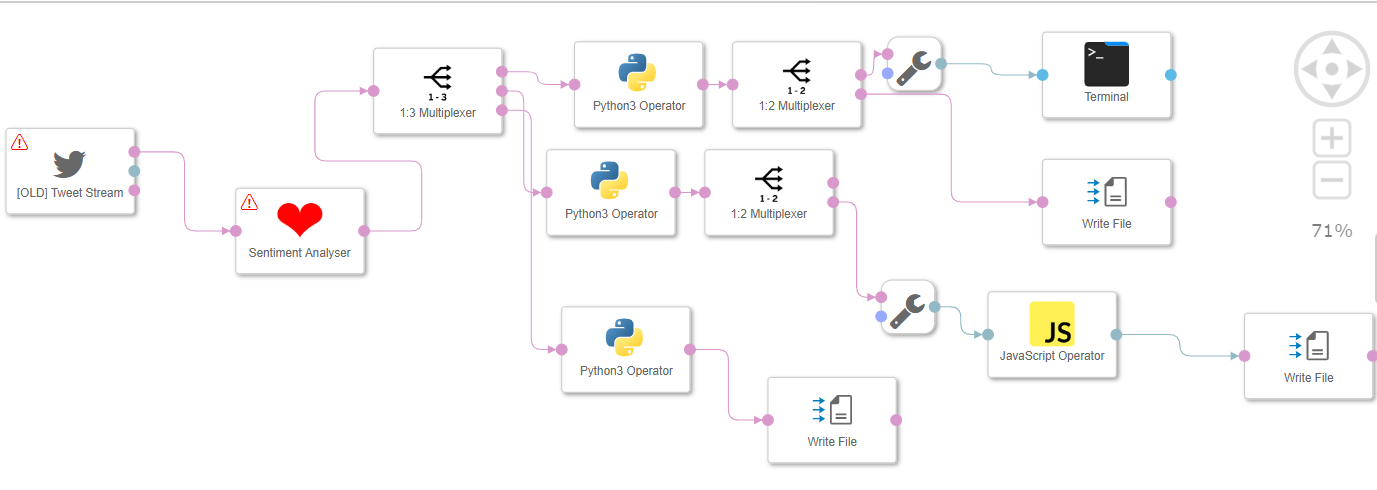 [OLD] Tweet Stream
Sentiment Analyser
1 - 3
1:3 Multiplexer
Python3 Operator
1 - 2
1:2 Multiplexer
>_
Terminal
Write File
Python3 Operator
1 - 2
1:2 Multiplexer
JS
JavaScript Operator
Write File
Python3 Operator
Write File
71%